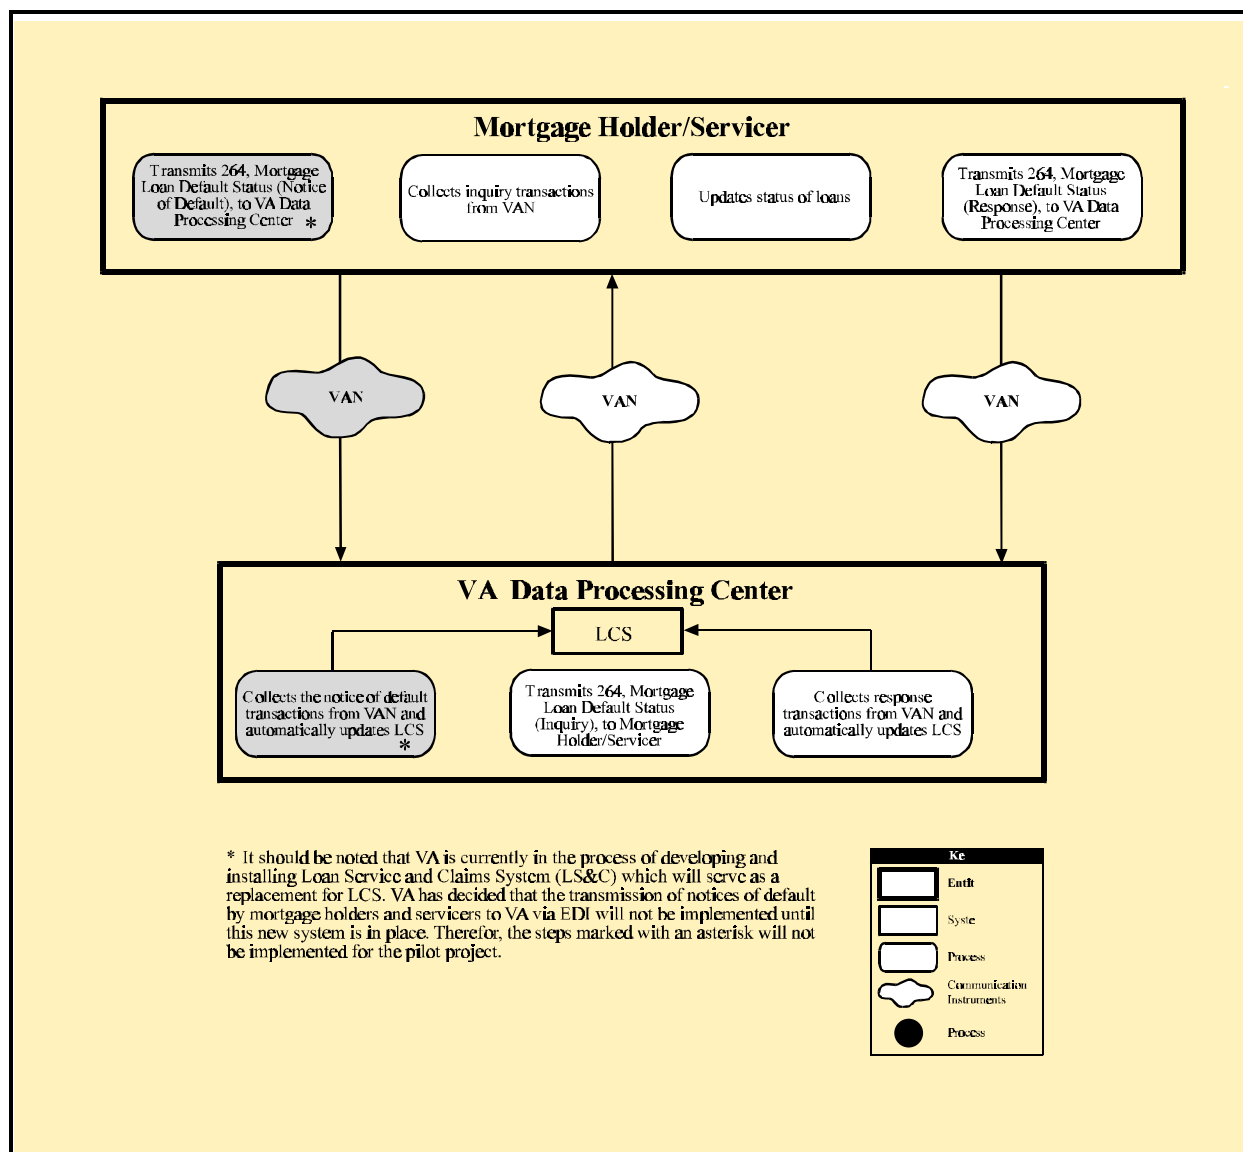 Mortgage Holder/Servicer
Transmits 264, Mortgage
Loan Default Status (Notice
of Default), to VA Data
Processing Center *
Collects inquiry transactions
from VAN
Updates status of loans
Transmits 264, Mortgage
Loan Default Status
(Response), to VA Data
Processing Center
VAN
VAN
VAN
VA Data Processing Center
LCS
Collects the notice of default
transactions from VAN and
automatically updates LCS
*
Transmits 264, Mortgage
Loan Default Status
(Inquiry), to Mortgage
Holder/Servicer
Collects response
transactions from VAN and
automatically updates LCS
* It should be noted that VA is currently in the process of developing and
installing Loan Service and Claims System (LS&C) which will serve as a
replacement for LCS. VA has decided that the transmission of notices of default
by mortgage holders and servicers to VA via EDI will not be implemented until
this new system is in place. Therefor, the steps marked with an asterisk will not
be implemented for the pilot project.
Ke
Entit
Syste
Process
Communication
Instruments
Process